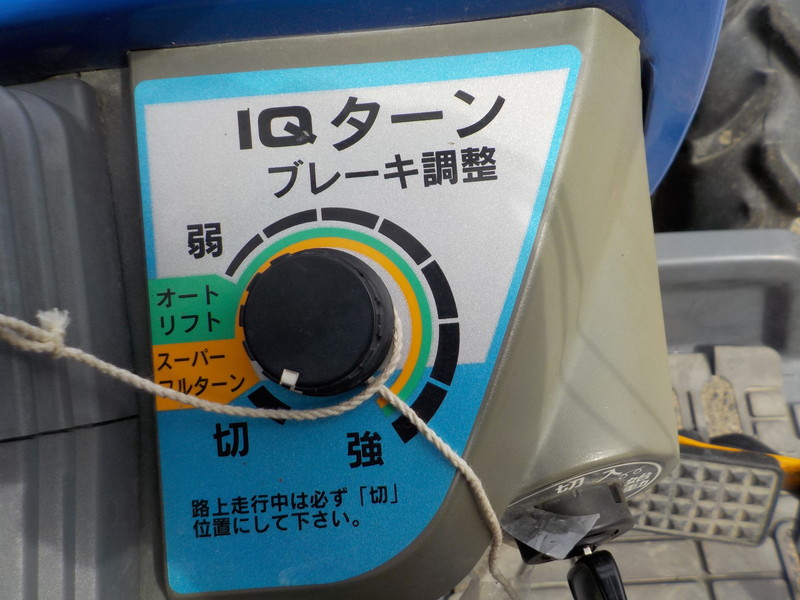 IQターン
ブレーキ調整
弱
オート
リフト
スーパー
フルターン
切
強
路上走行中は必ず「切」
位置にして下さい。
切 入